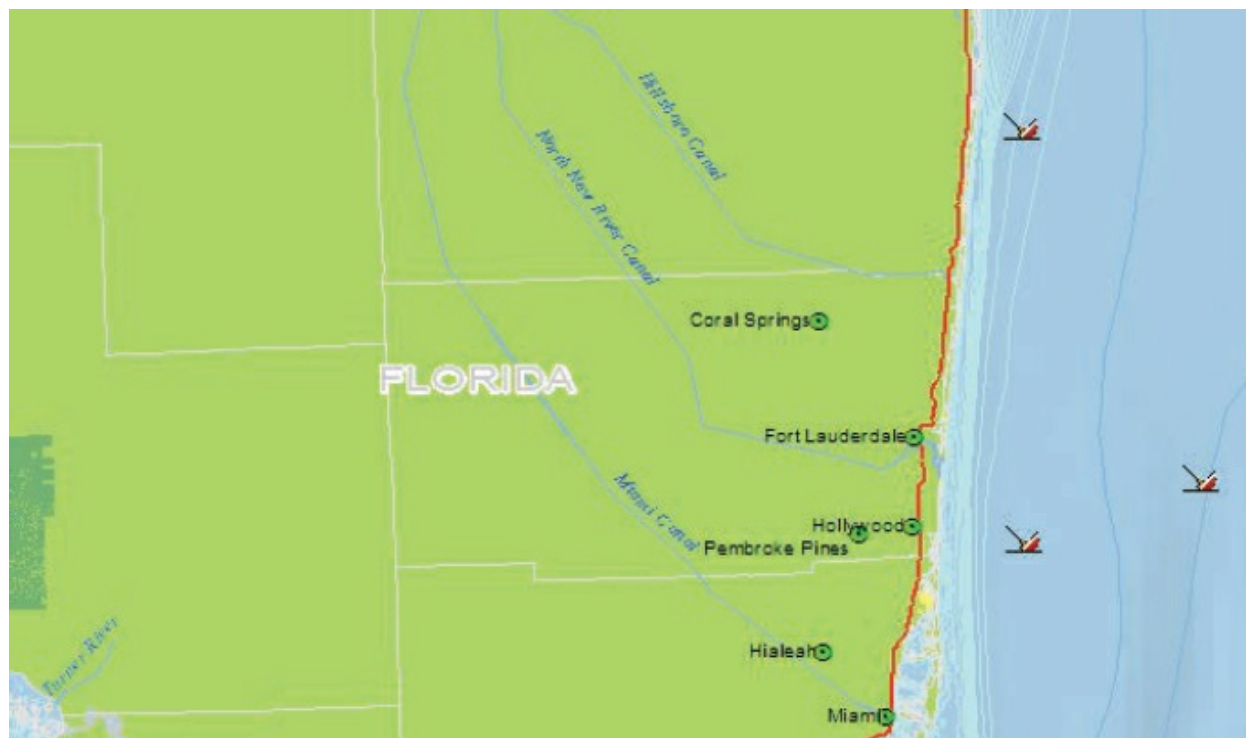 Hillsboro Canal
North New River Canal
Coral Springs
FLORIDA
Fort Lauderdale
Miami Canal
Hollywood
Pembroke Pines
Turner River
Hialeah
Miami